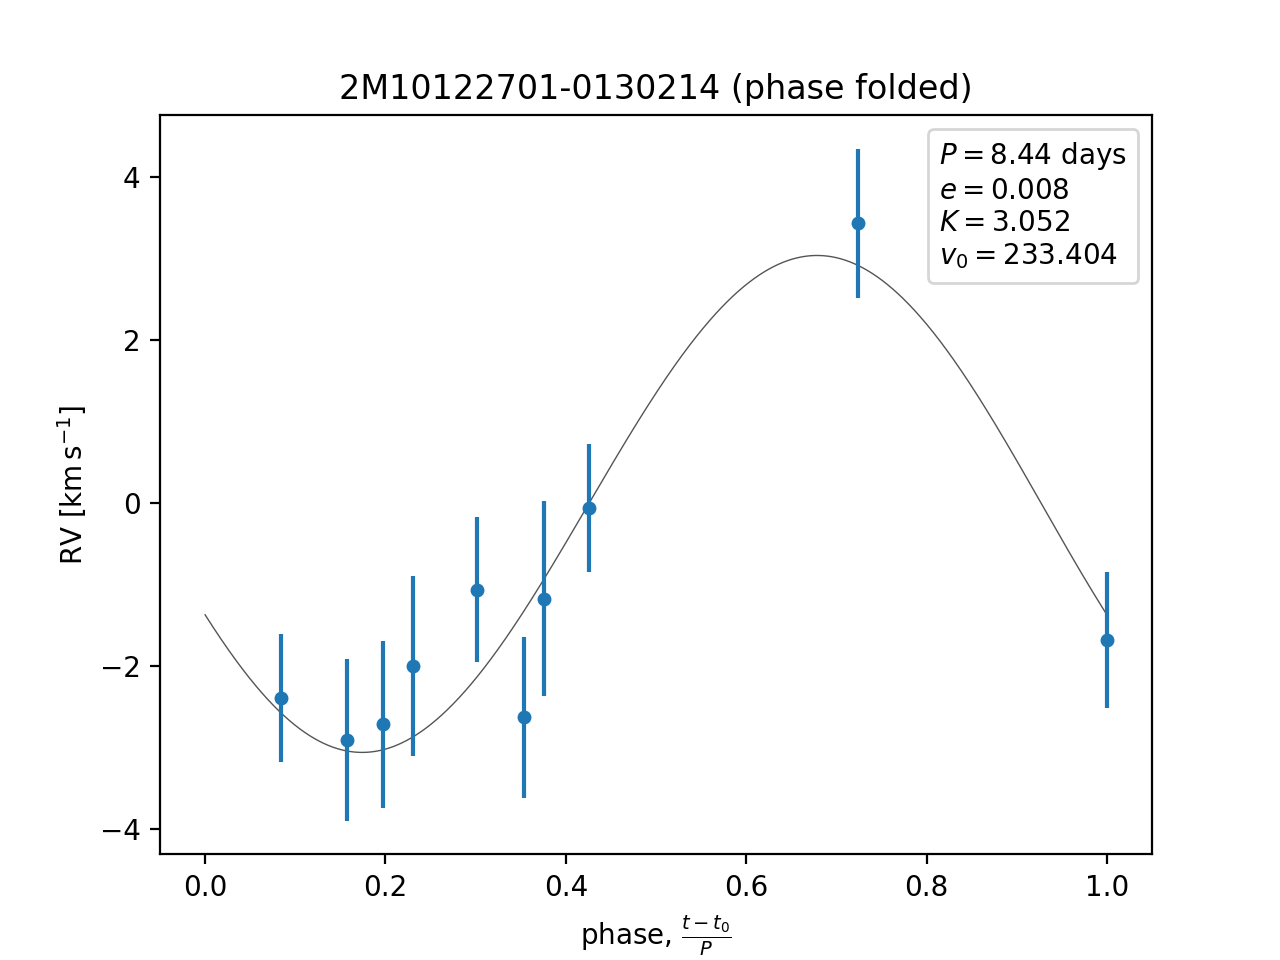 2M10122701-0130214 (phase folded)
P = 8.44 days
e = 0.008
K = 3.052
v₀ = 233.404
4
2
0
−2
−4
RV [km s⁻¹]
0.0 0.2 0.4 0.6 0.8 1.0
phase, (t − t₀)/P